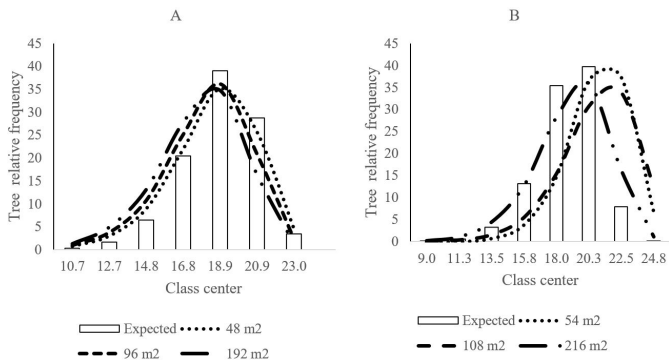 A
Tree relative frequency
45
40
35
30
25
20
15
10
5
0
10.7 12.7 14.8 16.8 18.9 20.9 23.0
Class center
Expected 48 m2
96 m2 192 m2
B
Tree relative frequency
45
40
35
30
25
20
15
10
5
0
9.0 11.3 13.5 15.8 18.0 20.3 22.5 24.8
Class center
Expected 54 m2
108 m2 216 m2